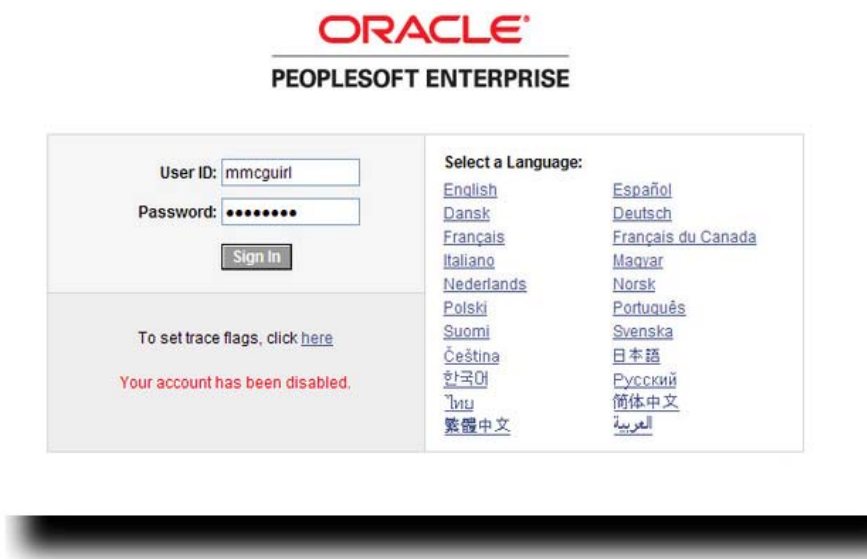 ORACLE
PEOPLESOFT ENTERPRISE
User ID: mmcguirl
Password: ••••••••
Sign In
To set trace flags, click here
Your account has been disabled.
Select a Language:
English Español
Dansk Deutsch
Français Français du Canada
Italiano Magyar
Nederlands Norsk
Polski Português
Suomi Svenska
Čeština 日本語
한국어 Русский
ไทย 简体中文
繁體中文 العربية